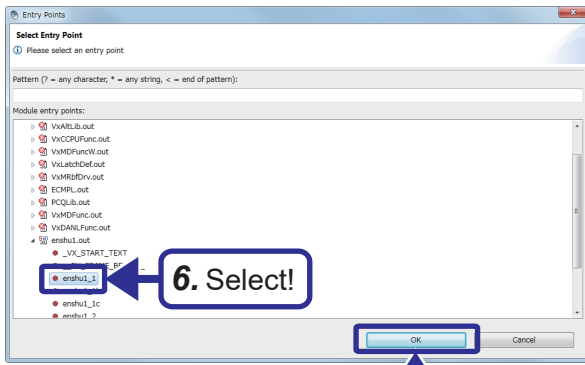 Entry Points
Select Entry Point
Please select an entry point
Pattern (? = any character, * = any string, < = end of pattern):
Module entry points:
VxAltLib.out
VxCCPUFunc.out
VxMDFuncW.out
VxLatchDef.out
VxMRbfDrv.out
ECMPL.out
PCQLib.out
VxMDFunc.out
VxDANLFunc.out
enshu1.out
_VX_START_TEXT
enshu1_1
6. Select!
enshu1_1c
enshu1_2
OK
Cancel